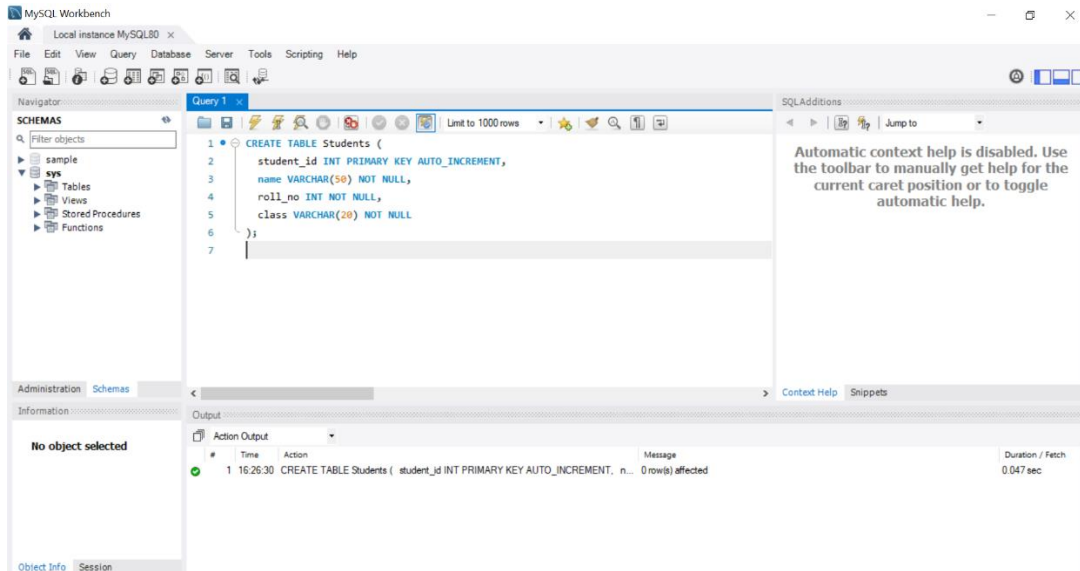 MySQL Workbench
Local instance MySQL80
File Edit View Query Database Server Tools Scripting Help
Navigator
SCHEMAS
Filter objects
sample
sys
Tables
Views
Stored Procedures
Functions
Administration Schemas
Information
No object selected
Object Info Session
Query 1
Limit to 1000 rows
1 CREATE TABLE Students (
2 student_id INT PRIMARY KEY AUTO_INCREMENT,
3 name VARCHAR(50) NOT NULL,
4 roll_no INT NOT NULL,
5 class VARCHAR(20) NOT NULL
6 );
7
SQLAdditions
Jump to
Automatic context help is disabled. Use
the toolbar to manually get help for the
current caret position or to toggle
automatic help.
Context Help Snippets
Output
Action Output
# Time Action Message Duration / Fetch
1 16:26:30 CREATE TABLE Students ( student_id INT PRIMARY KEY AUTO_INCREMENT, n... 0 row(s) affected 0.047 sec